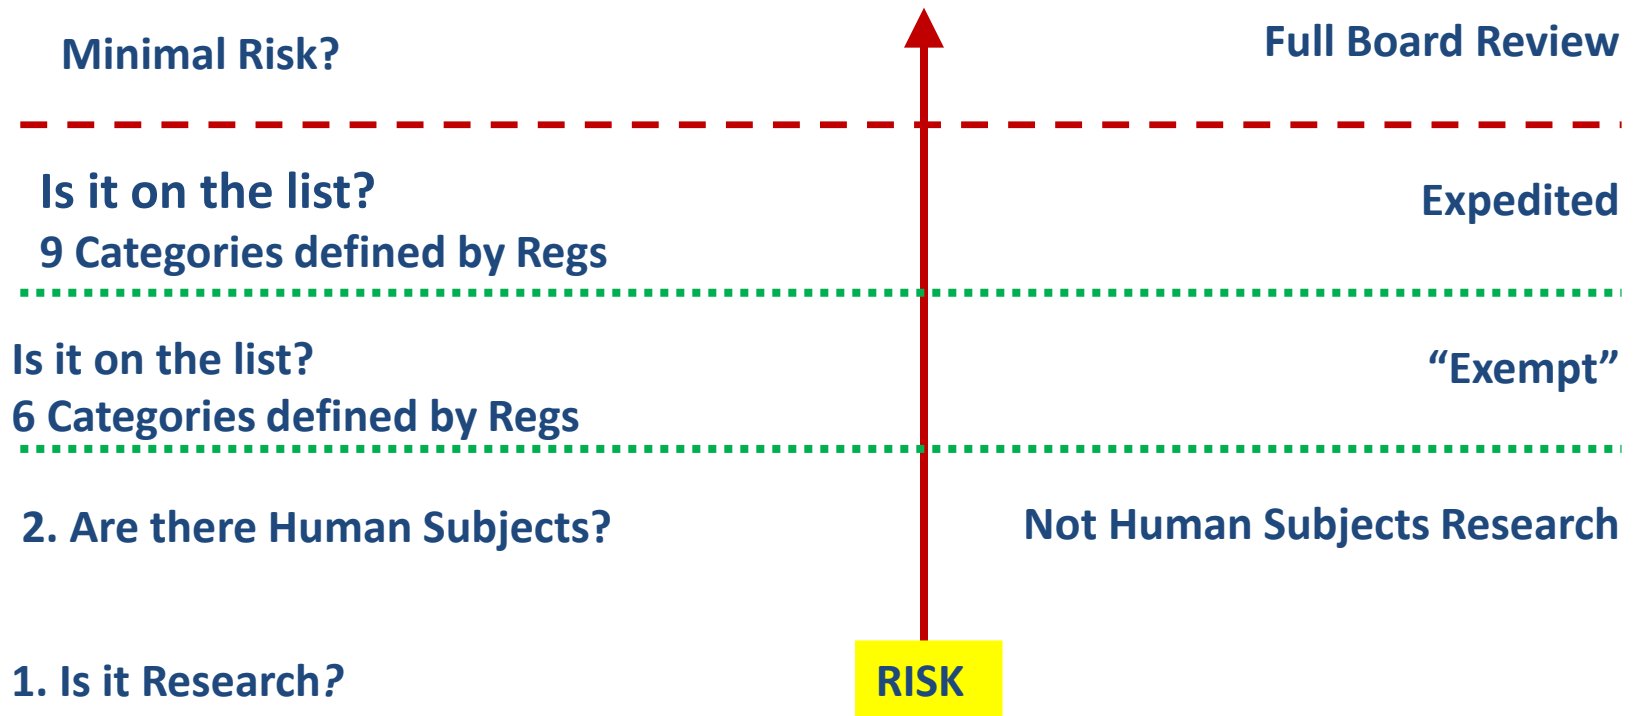 Minimal Risk?
Full Board Review
Is it on the list?
9 Categories defined by Regs
Expedited
Is it on the list?
6 Categories defined by Regs
“Exempt”
2. Are there Human Subjects?
Not Human Subjects Research
1. Is it Research?
RISK